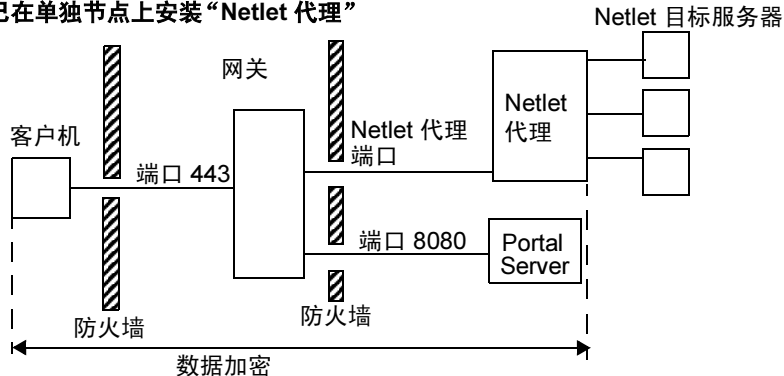 已在单独节点上安装“Netlet 代理”
Netlet 目标服务器
网关
客户机
端口 443
Netlet 代理
端口
Netlet
代理
端口 8080
Portal
Server
防火墙
防火墙
数据加密